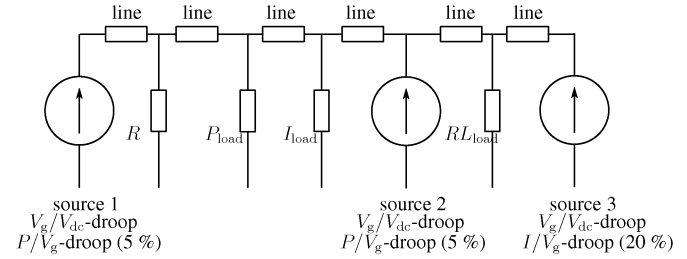 line line line line line line
R P_load I_load RL_load
source 1 source 2 source 3
V_g/V_dc-droop V_g/V_dc-droop V_g/V_dc-droop
P/V_g-droop (5 %) P/V_g-droop (5 %) I/V_g-droop (20 %)